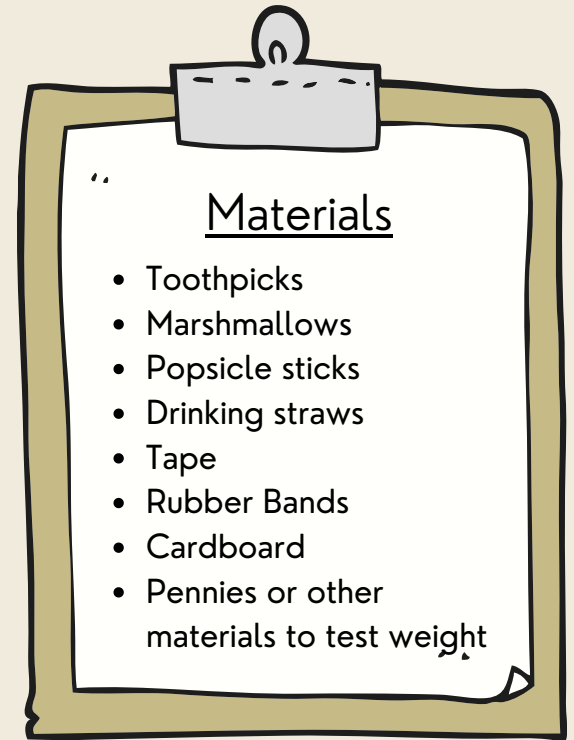 Materials
• Toothpicks
• Marshmallows
• Popsicle sticks
• Drinking straws
• Tape
• Rubber Bands
• Cardboard
• Pennies or other
materials to test weight